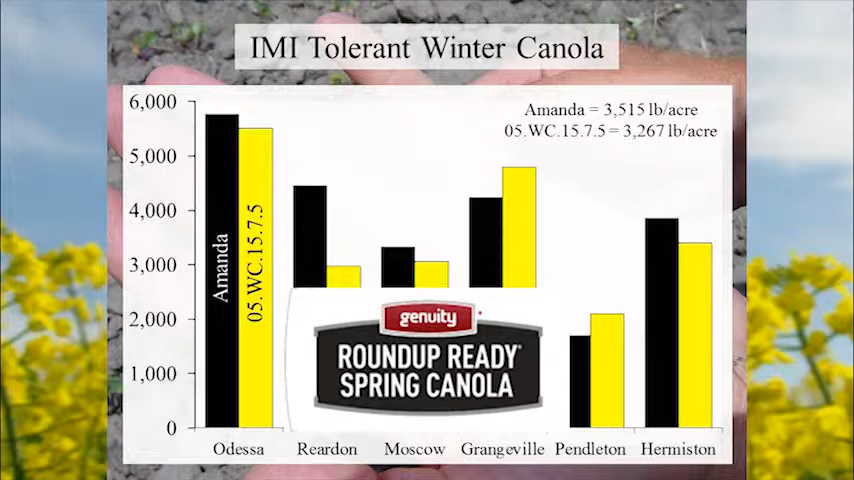 IMI Tolerant Winter Canola
Amanda = 3,515 lb/acre
05.WC.15.7.5 = 3,267 lb/acre
6,000
5,000
4,000
3,000
2,000
1,000
0
Amanda
05.WC.15.7.5
genuity
ROUNDUP READY
SPRING CANOLA
Odessa Reardon Moscow Grangeville Pendleton Hermiston